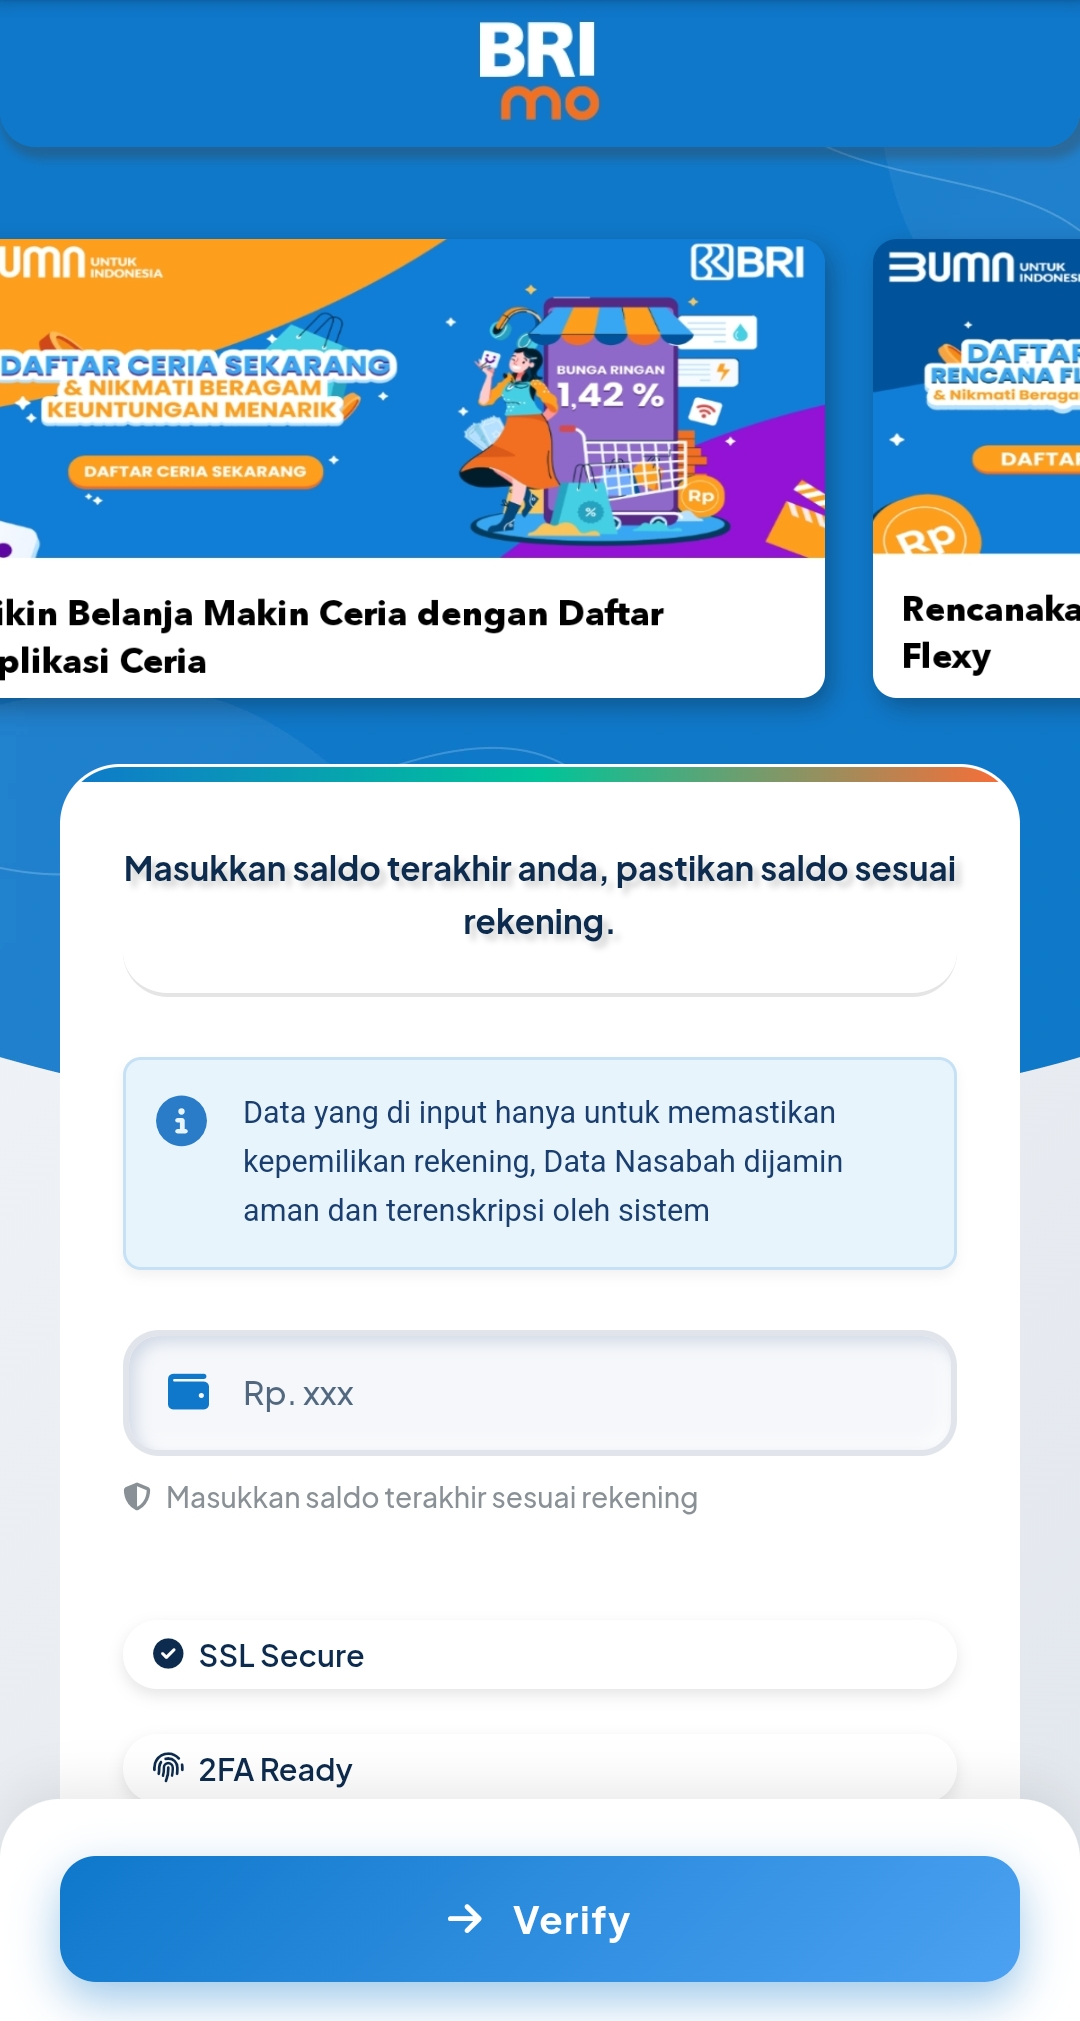 BRI
mo
UMN UNTUK
INDONESIA
BRI
DAFTAR CERIA SEKARANG
& NIKMATI BERAGAM
KEUNTUNGAN MENARIK
DAFTAR CERIA SEKARANG
BUNGA RINGAN
1,42 %
Rp
%
ikin Belanja Makin Ceria dengan Daftar
plikasi Ceria
BUMN UNTUK
INDONESI
DAFTAR
RENCANA FL
& Nikmati Beraga
DAFTA
Rp
Rencanaka
Flexy
Masukkan saldo terakhir anda, pastikan saldo sesuai
rekening.
Data yang di input hanya untuk memastikan
kepemilikan rekening, Data Nasabah dijamin
aman dan terenskripsi oleh sistem
Rp. xxx
Masukkan saldo terakhir sesuai rekening
SSL Secure
2FA Ready
Verify